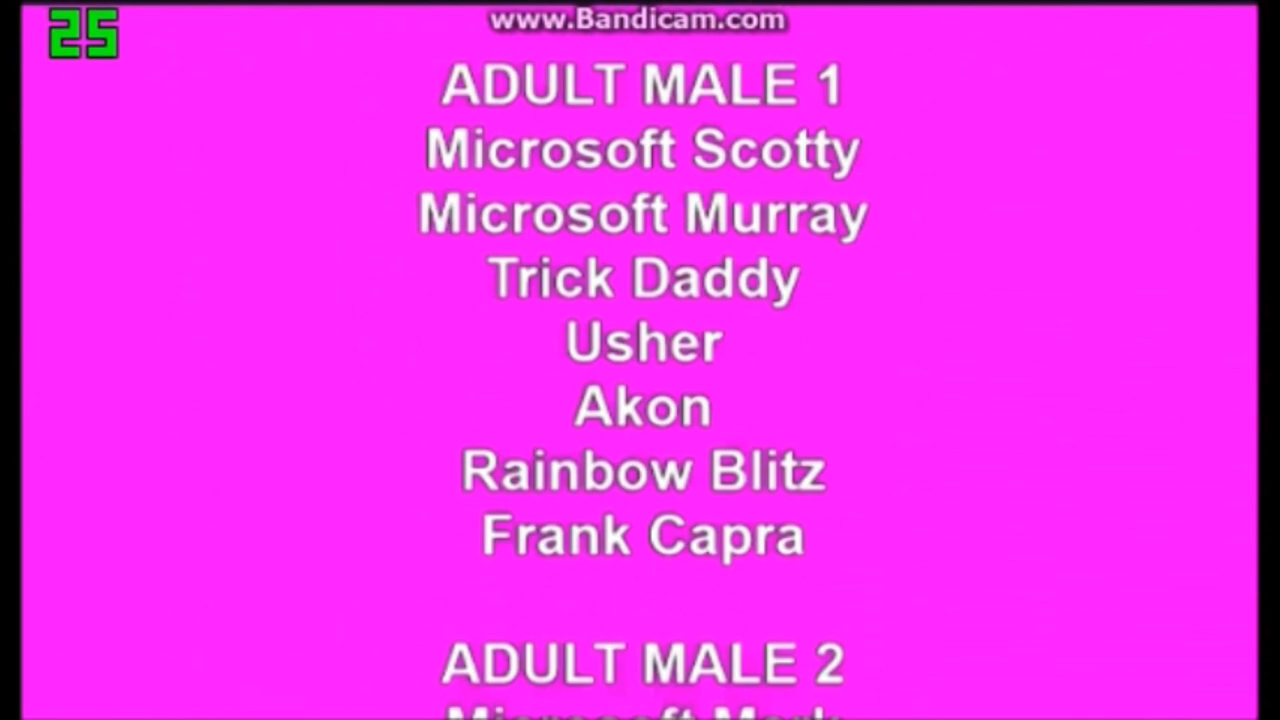 25
www.Bandicam.com
ADULT MALE 1
Microsoft Scotty
Microsoft Murray
Trick Daddy
Usher
Akon
Rainbow Blitz
Frank Capra
ADULT MALE 2
Microsoft